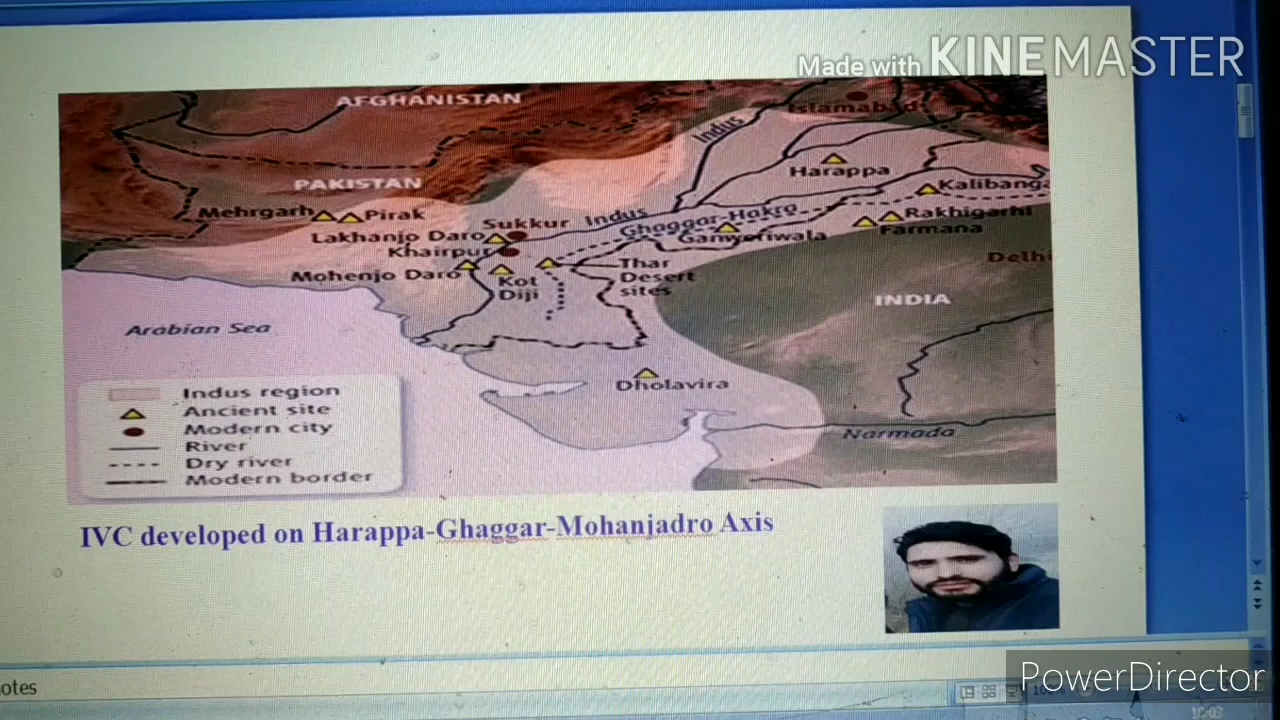 Made with KINEMASTER
AFGHANISTAN
Islamabad
Indus
Harappa
PAKISTAN
Kalibanga
Mehrgarh
Pirak
Sukkur
Indus
Ghaggar-Hakra
Rakhigarhi
Lakhanjo Daro
Ganweriwala
Farmana
Khairpur
Delhi
Mohenjo Daro
Kot
Diji
Thar
Desert
sites
INDIA
Arabian Sea
Dholavira
Narmada
Indus region
Ancient site
Modern city
River
Dry river
Modern border
IVC developed on Harappa-Ghaggar-Mohanjadro Axis
otes
PowerDirector